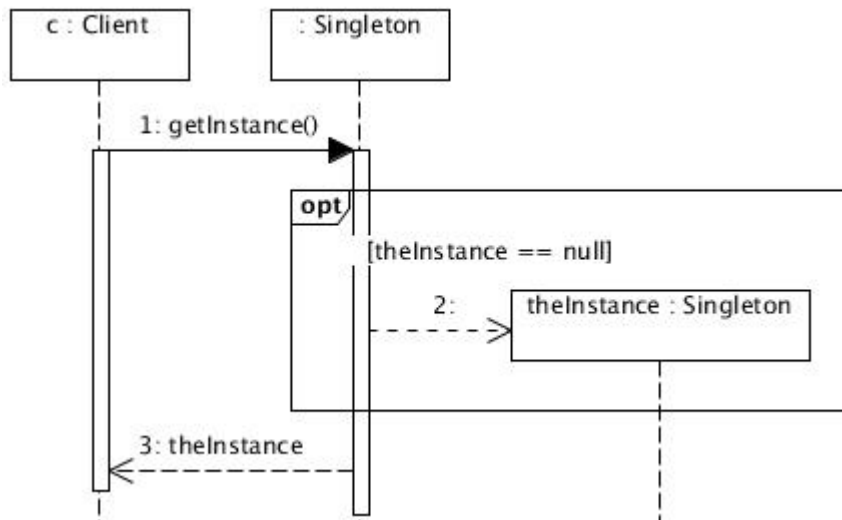 c : Client
: Singleton
1: getInstance()
opt
[theInstance == null]
2:
theInstance : Singleton
3: theInstance